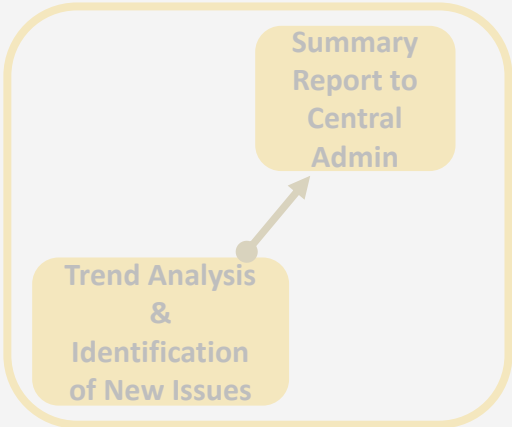 Summary
Report to
Central
Admin
Trend Analysis
&
Identification
of New Issues